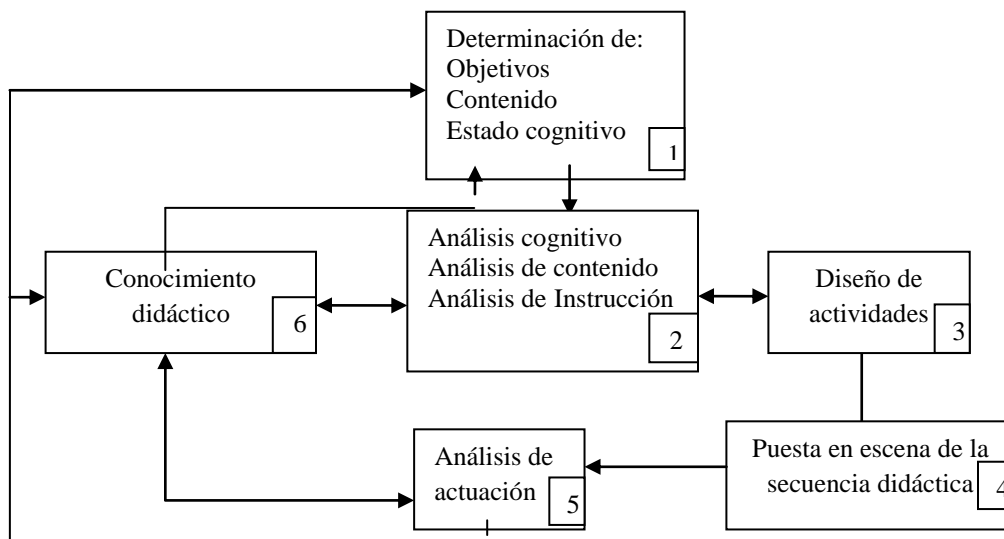 Determinación de:
Objetivos
Contenido
Estado cognitivo
1
Análisis cognitivo
Análisis de contenido
Análisis de Instrucción
2
Diseño de
actividades
3
Puesta en escena de la
secuencia didáctica
4
Análisis de
actuación
5
Conocimiento
didáctico
6